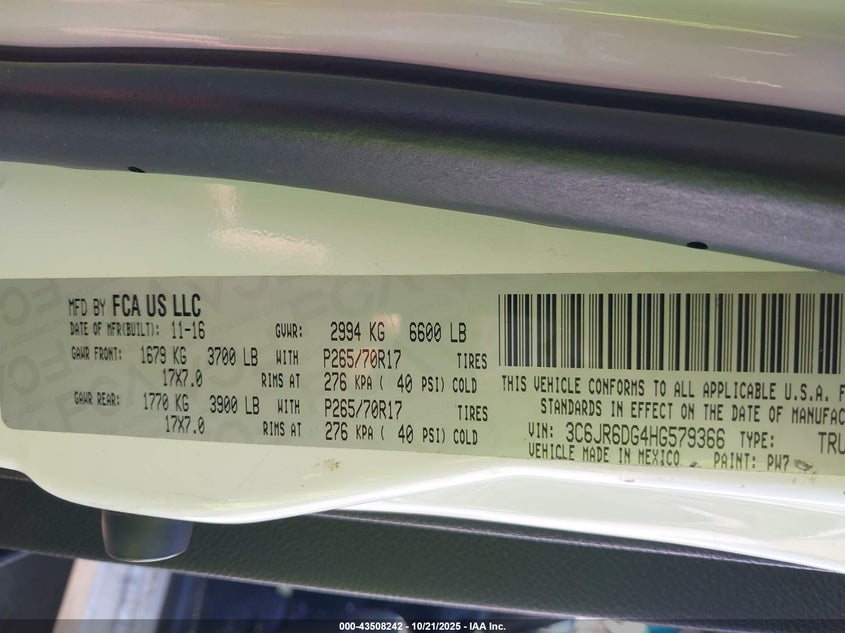 MFD BY FCA US LLC
DATE OF MFR(BUILT): 11-16 GVWR: 2994 KG 6600 LB
GAWR FRONT: 1679 KG 3700 LB WITH P265/70R17 TIRES
17X7.0 RIMS AT 276 KPA ( 40 PSI) COLD
GAWR REAR: 1770 KG 3900 LB WITH P265/70R17 TIRES
17X7.0 RIMS AT 276 KPA ( 40 PSI) COLD
THIS VEHICLE CONFORMS TO ALL APPLICABLE U.S.A. F
STANDARDS IN EFFECT ON THE DATE OF MANUFAC
VIN: 3C6JR6DG4HG579366 TYPE: TRU
VEHICLE MADE IN MEXICO PAINT: PW7
000-43508242 - 10/21/2025 - IAA Inc.